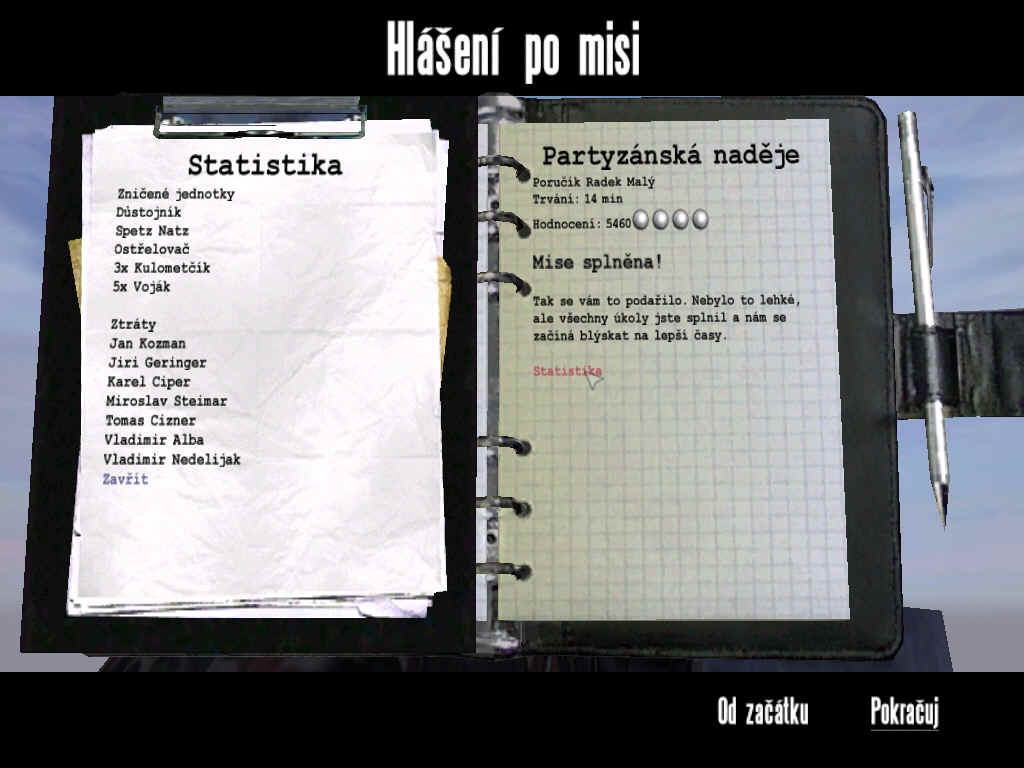 Hlášení po misi
Statistika
Zničené jednotky
Důstojník
Spetz Natz
Ostřelovač
3x Kulometčík
5x Voják
Ztráty
Jan Kozman
Jiri Geringer
Karel Ciper
Miroslav Steimar
Tomas Cizner
Vladimir Alba
Vladimir Nedelijak
Zavřít
Partyzánská naděje
Poručík Radek Malý
Trvání: 14 min
Hodnocení: 5460
Mise splněna!
Tak se vám to podařilo. Nebylo to lehké,
ale všechny úkoly jste splnil a nám se
začíná blýskat na lepší časy.
Statistika
Od začátku
Pokračuj